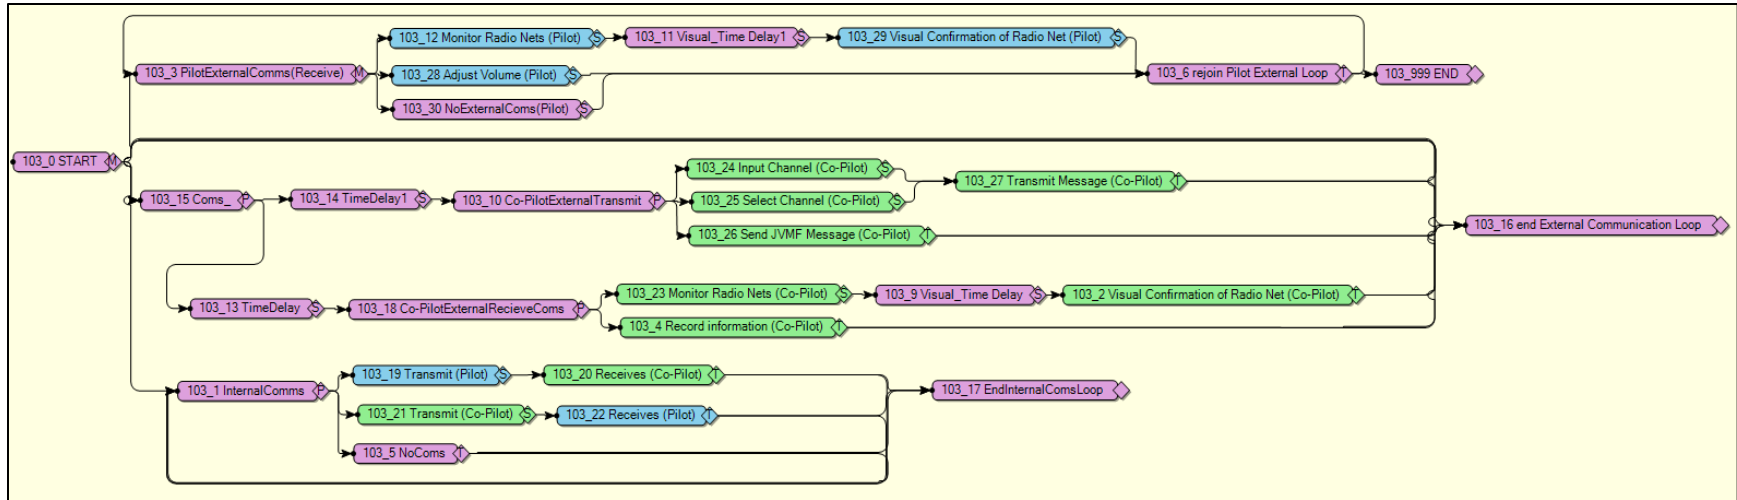 103_12 Monitor Radio Nets (Pilot) S
103_11 Visual_Time Delay1 S
103_29 Visual Confirmation of Radio Net (Pilot) S
103_3 PilotExternalComms(Receive) M
103_28 Adjust Volume (Pilot) S
103_6 rejoin Pilot External Loop T
103_999 END
103_30 NoExternalComs(Pilot) S
103_0 START M
103_24 Input Channel (Co-Pilot) S
103_27 Transmit Message (Co-Pilot) T
103_15 Coms_ P
103_14 TimeDelay1 S
103_10 Co-PilotExternalTransmit P
103_25 Select Channel (Co-Pilot) S
103_26 Send JVMF Message (Co-Pilot) T
103_16 end External Communication Loop
103_13 TimeDelay S
103_18 Co-PilotExternalRecieveComs P
103_23 Monitor Radio Nets (Co-Pilot) S
103_9 Visual_Time Delay S
103_2 Visual Confirmation of Radio Net (Co-Pilot) T
103_4 Record information (Co-Pilot) T
103_1 InternalComms P
103_19 Transmit (Pilot) S
103_20 Receives (Co-Pilot) T
103_17 EndInternalComsLoop
103_21 Transmit (Co-Pilot) S
103_22 Receives (Pilot) T
103_5 NoComs T